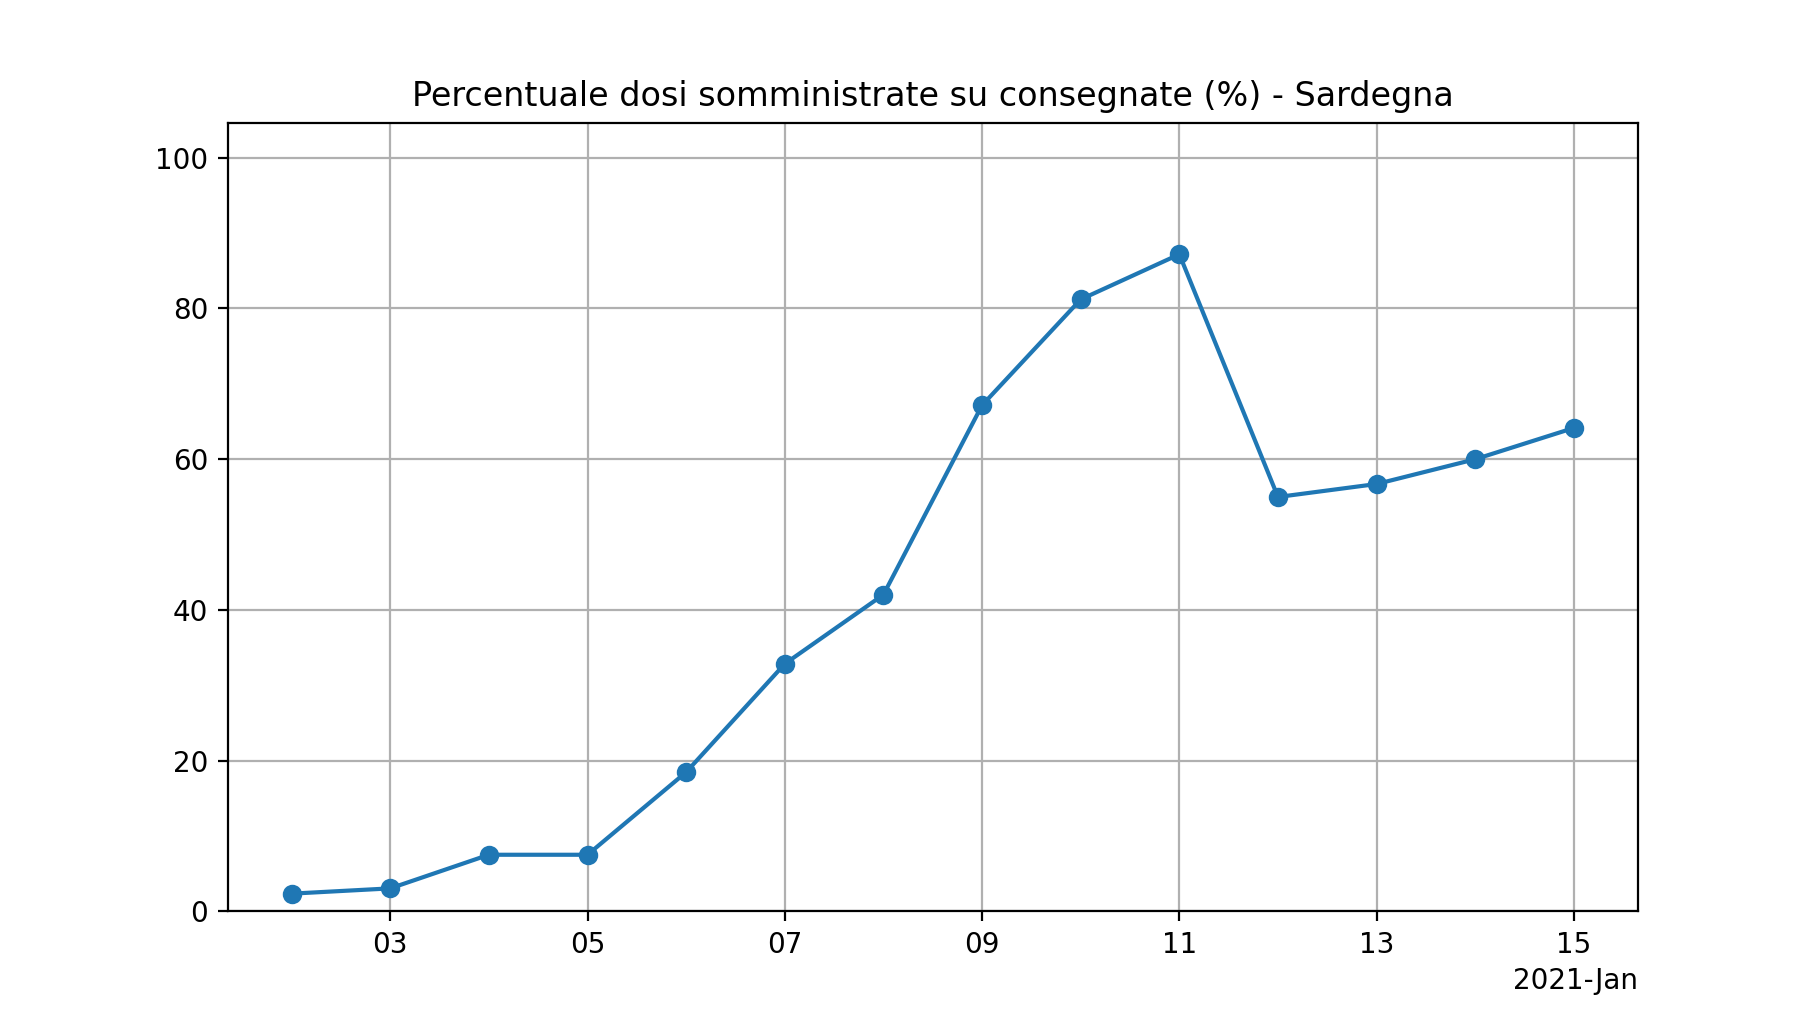 Percentuale dosi somministrate su consegnate (%) - Sardegna
100
80
60
40
20
0
03 05 07 09 11 13 15
2021-Jan